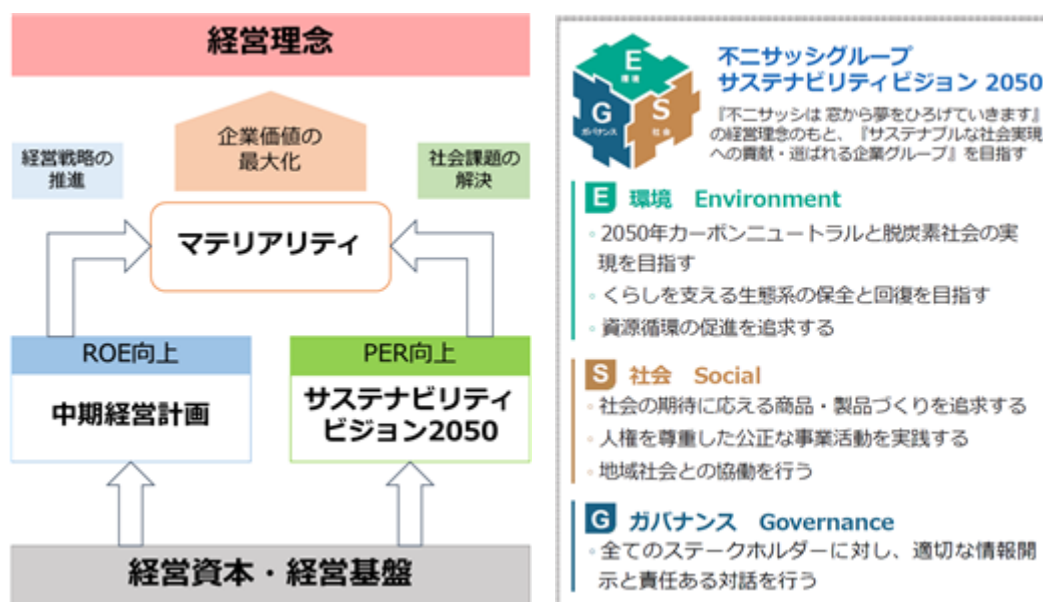 経営理念
企業価値の
最大化
経営戦略の
推進
社会課題の
解決
マテリアリティ
ROE向上
中期経営計画
PER向上
サステナビリティ
ビジョン2050
経営資本・経営基盤
E
環境
G
ガバナンス
S
社会
不二サッシグループ
サステナビリティビジョン 2050
『不二サッシは 窓から夢をひろげていきます』
の経営理念のもと、『サステナブルな社会実現
への貢献・選ばれる企業グループ』を目指す
E 環境 Environment
◦2050年カーボンニュートラルと脱炭素社会の実
現を目指す
◦くらしを支える生態系の保全と回復を目指す
◦資源循環の促進を追求する
S 社会 Social
◦社会の期待に応える商品・製品づくりを追求する
◦人権を尊重した公正な事業活動を実践する
◦地域社会との協働を行う
G ガバナンス Governance
◦全てのステークホルダーに対し、適切な情報開
示と責任ある対話を行う